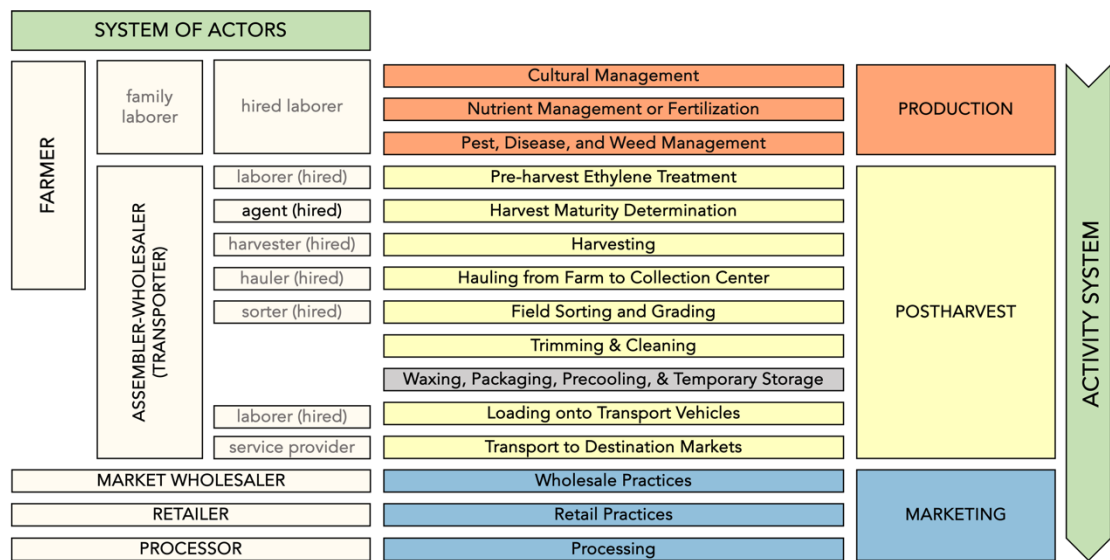 SYSTEM OF ACTORS
FARMER
family
laborer
hired laborer
Cultural Management
Nutrient Management or Fertilization
Pest, Disease, and Weed Management
PRODUCTION
ASSEMBLER-WHOLESALER
(TRANSPORTER)
laborer (hired)
Pre-harvest Ethylene Treatment
agent (hired)
Harvest Maturity Determination
harvester (hired)
Harvesting
hauler (hired)
Hauling from Farm to Collection Center
sorter (hired)
Field Sorting and Grading
Trimming & Cleaning
Waxing, Packaging, Precooling, & Temporary Storage
laborer (hired)
Loading onto Transport Vehicles
service provider
Transport to Destination Markets
POSTHARVEST
MARKET WHOLESALER
Wholesale Practices
RETAILER
Retail Practices
PROCESSOR
Processing
MARKETING
ACTIVITY SYSTEM